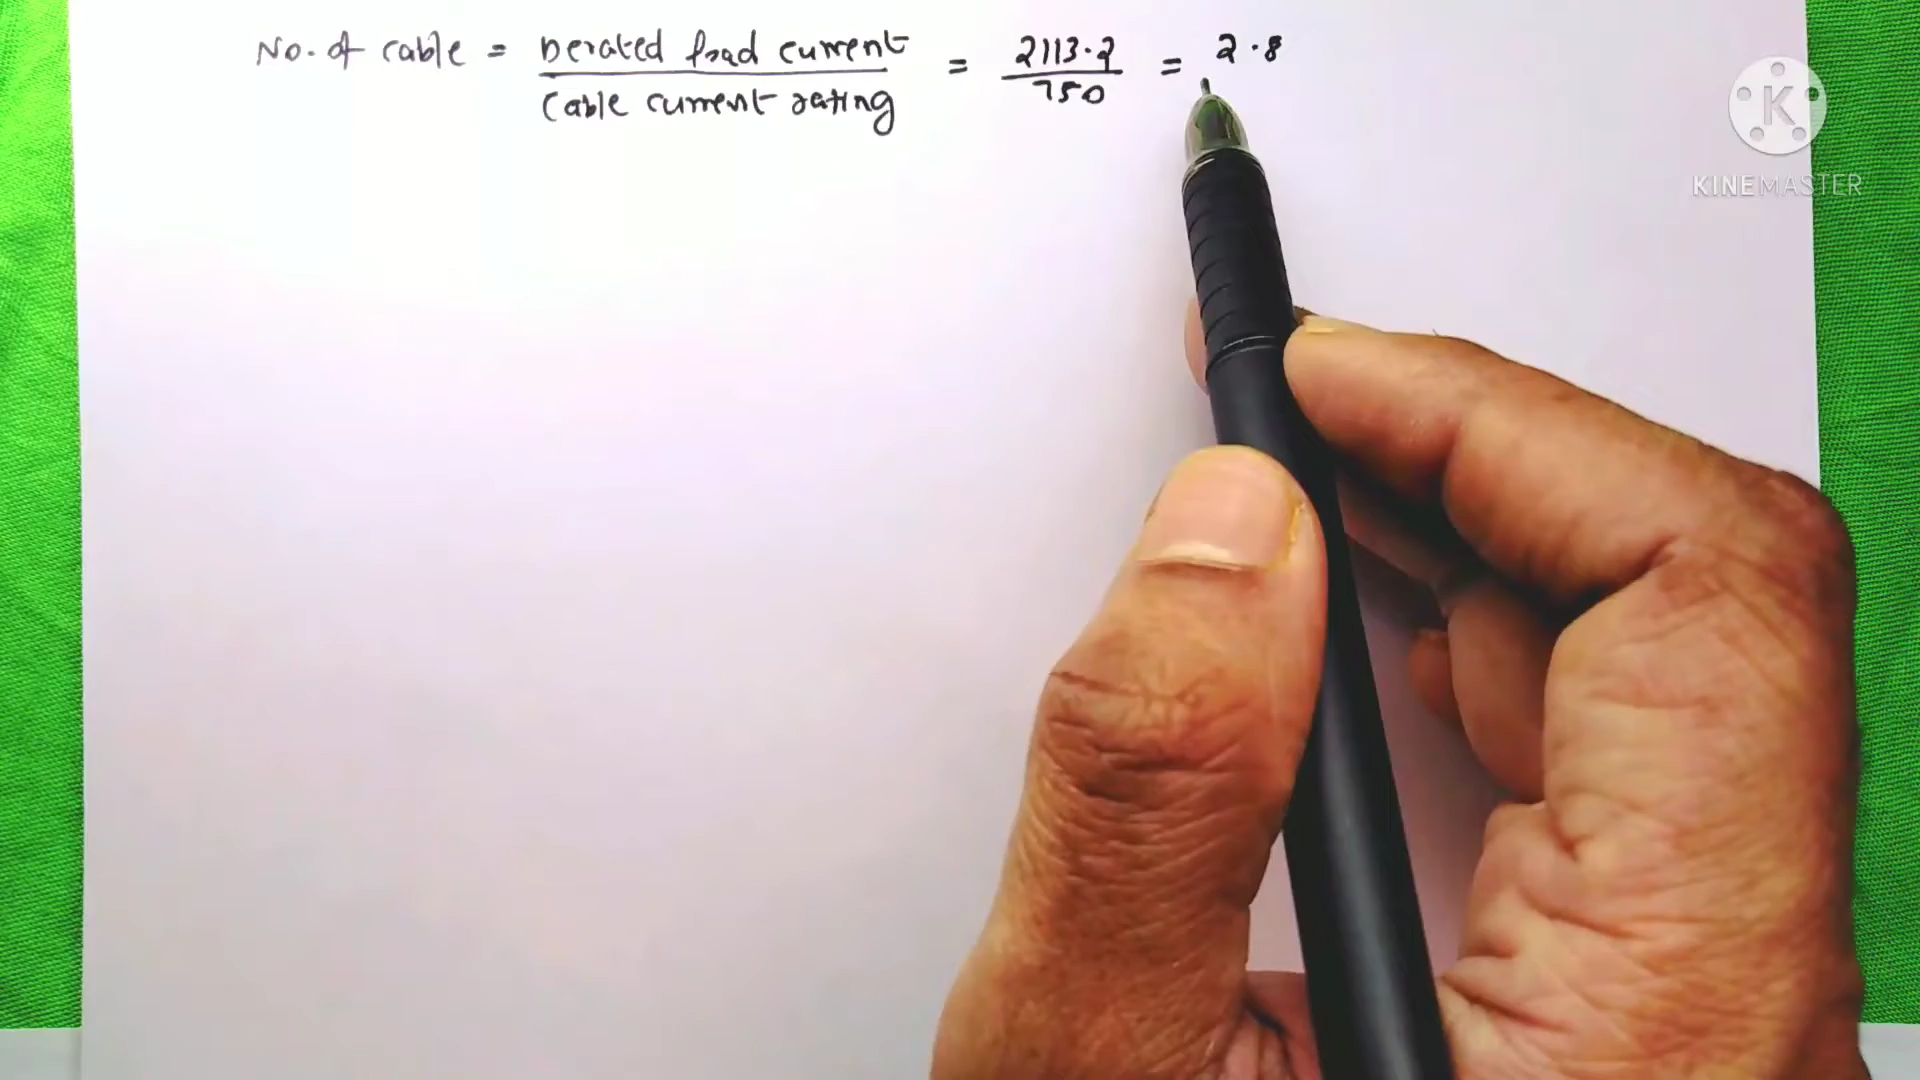 No. of cable = Derated load current / Cable current rating = 2113.2 / 750 = 2.8
K
KINEMASTER